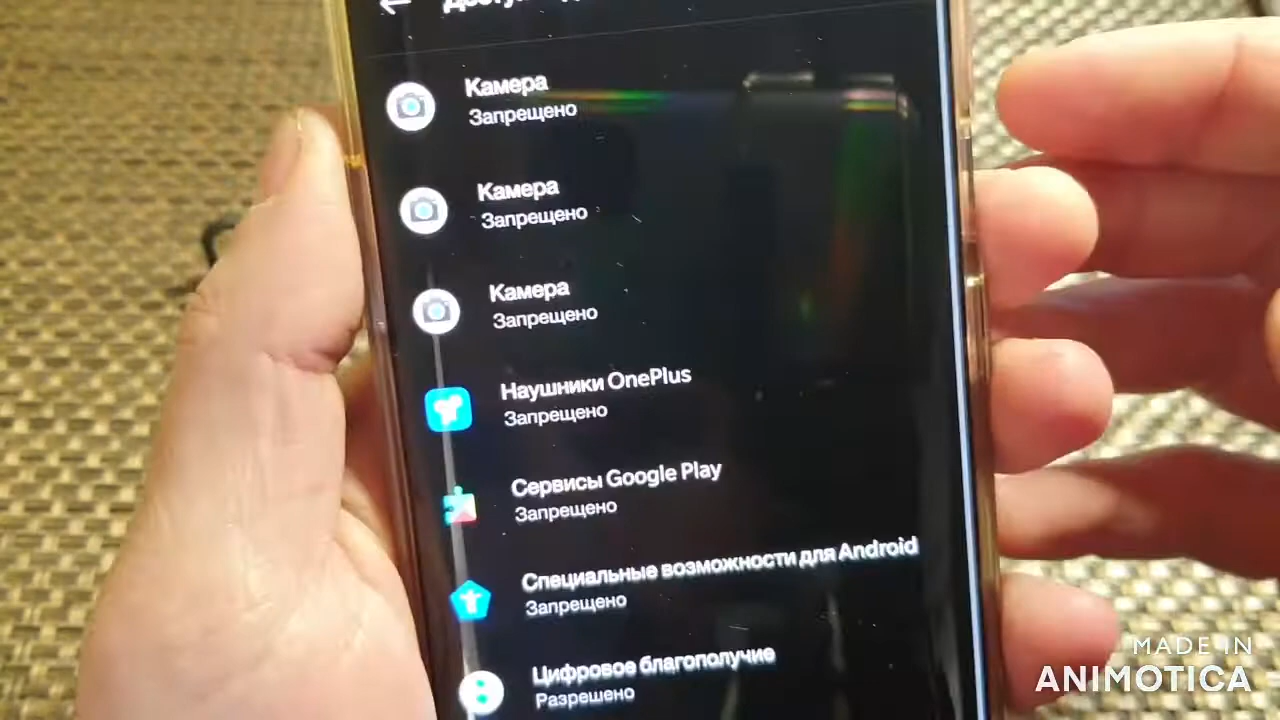 Камера
Запрещено
Камера
Запрещено
Камера
Запрещено
Наушники OnePlus
Запрещено
Сервисы Google Play
Запрещено
Специальные возможности для Android
Запрещено
Цифровое благополучие
Разрешено
MADE IN
ANIMOTICA